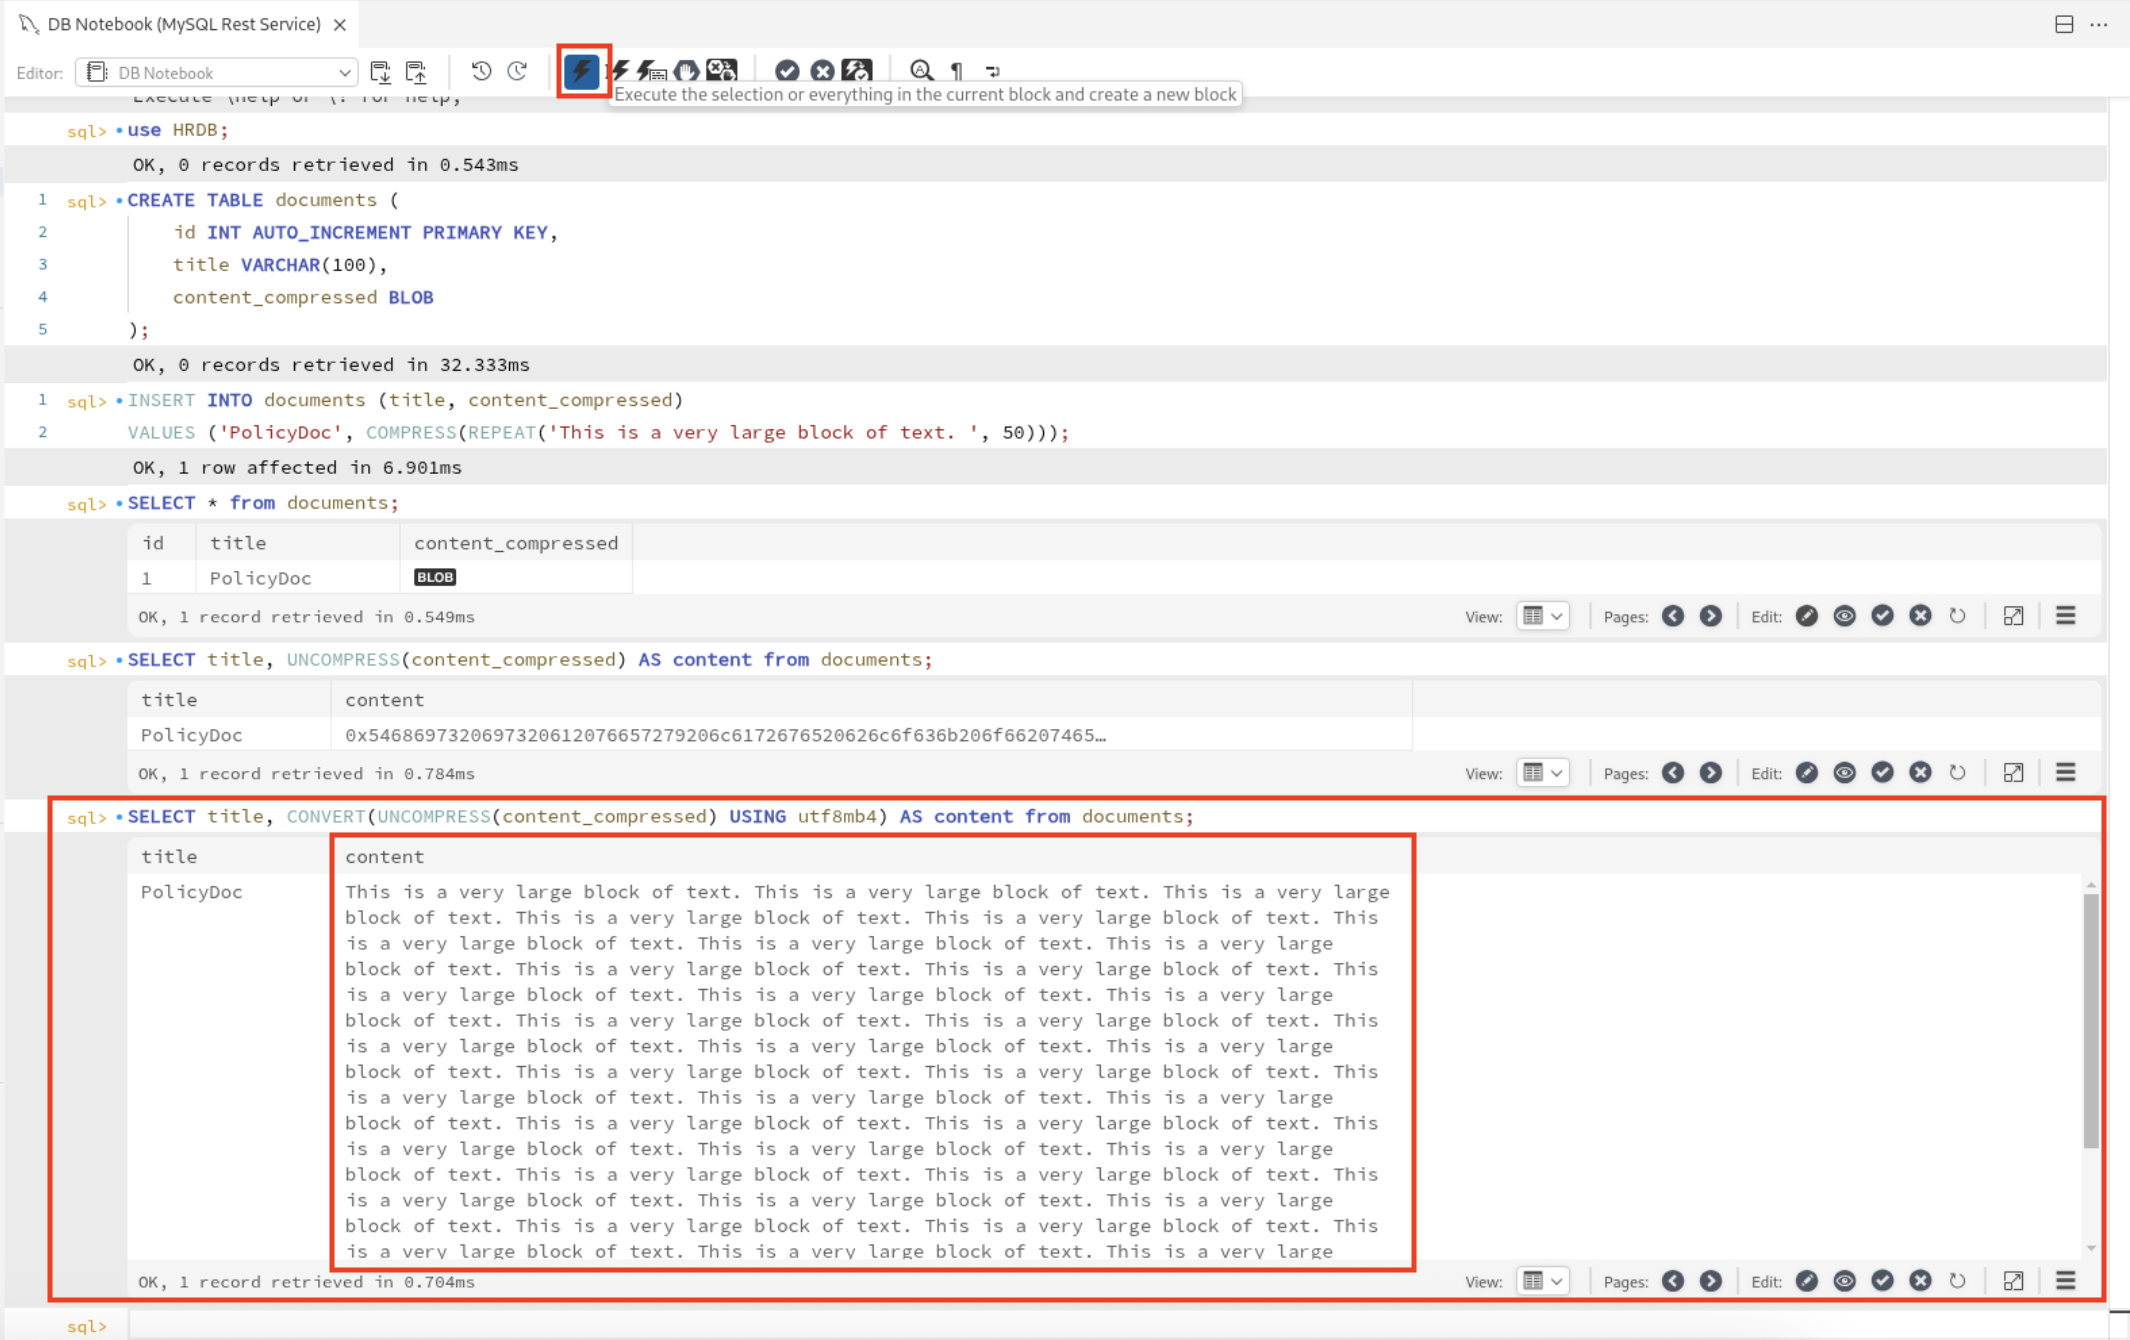 DB Notebook (MySQL Rest Service)
Editor: DB Notebook
Execute the selection or everything in the current block and create a new block
Execute \help or \? for help;
sql> use HRDB;
OK, 0 records retrieved in 0.543ms
1 sql> CREATE TABLE documents (
2 id INT AUTO_INCREMENT PRIMARY KEY,
3 title VARCHAR(100),
4 content_compressed BLOB
5 );
OK, 0 records retrieved in 32.333ms
1 sql> INSERT INTO documents (title, content_compressed)
2 VALUES ('PolicyDoc', COMPRESS(REPEAT('This is a very large block of text. ', 50)));
OK, 1 row affected in 6.901ms
sql> SELECT * from documents;
id title content_compressed
1 PolicyDoc BLOB
OK, 1 record retrieved in 0.549ms View: Pages: Edit:
sql> SELECT title, UNCOMPRESS(content_compressed) AS content from documents;
title content
PolicyDoc 0x5468697320697320612076657279206c6172676520626c6f636b206f66207465…
OK, 1 record retrieved in 0.784ms View: Pages: Edit:
sql> SELECT title, CONVERT(UNCOMPRESS(content_compressed) USING utf8mb4) AS content from documents;
title content
PolicyDoc This is a very large block of text. This is a very large block of text. This is a very large
block of text. This is a very large block of text. This is a very large block of text. This
is a very large block of text. This is a very large block of text. This is a very large
block of text. This is a very large block of text. This is a very large block of text. This
is a very large block of text. This is a very large block of text. This is a very large
block of text. This is a very large block of text. This is a very large block of text. This
is a very large block of text. This is a very large block of text. This is a very large
block of text. This is a very large block of text. This is a very large block of text. This
is a very large block of text. This is a very large block of text. This is a very large
block of text. This is a very large block of text. This is a very large block of text. This
is a very large block of text. This is a very large block of text. This is a very large
block of text. This is a very large block of text. This is a very large block of text. This
is a very large block of text. This is a very large block of text. This is a very large
block of text. This is a very large block of text. This is a very large block of text. This
is a very large block of text. This is a very large block of text. This is a very large
OK, 1 record retrieved in 0.704ms View: Pages: Edit:
sql>